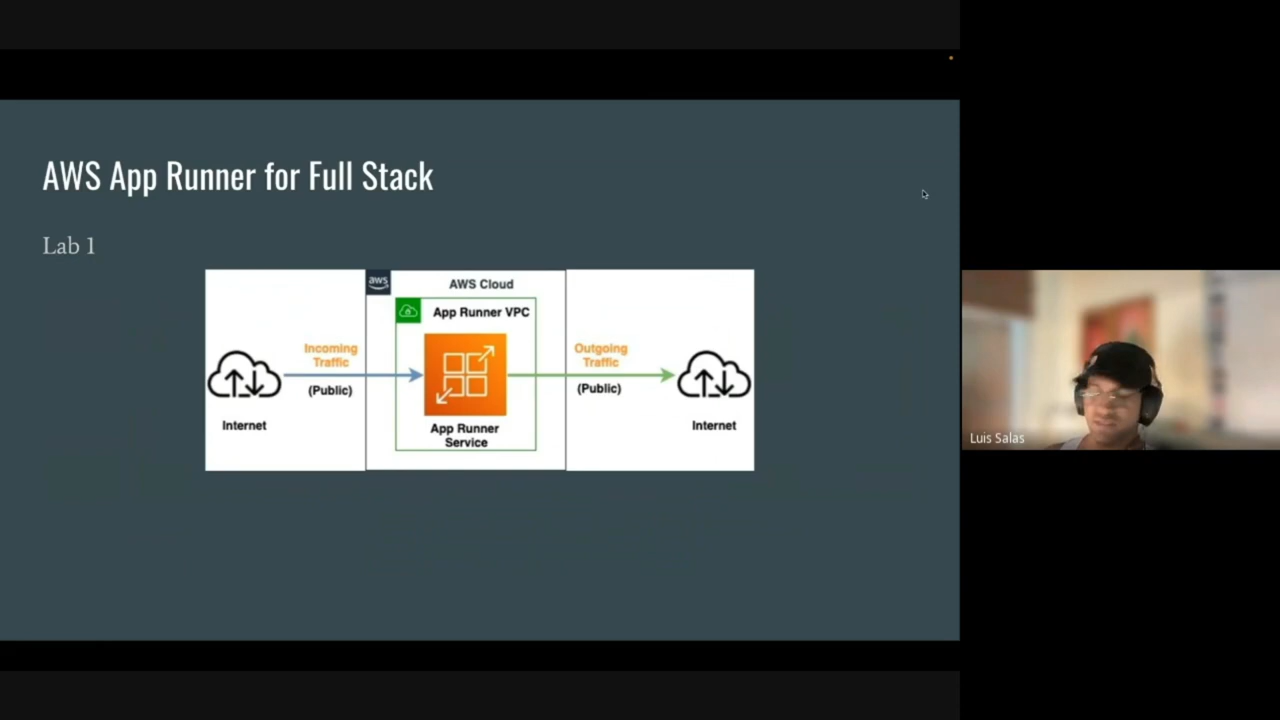 AWS App Runner for Full Stack
Lab 1
aws
AWS Cloud
App Runner VPC
Incoming
Traffic
(Public)
Outgoing
Traffic
(Public)
Internet
App Runner
Service
Internet
Luis Salas